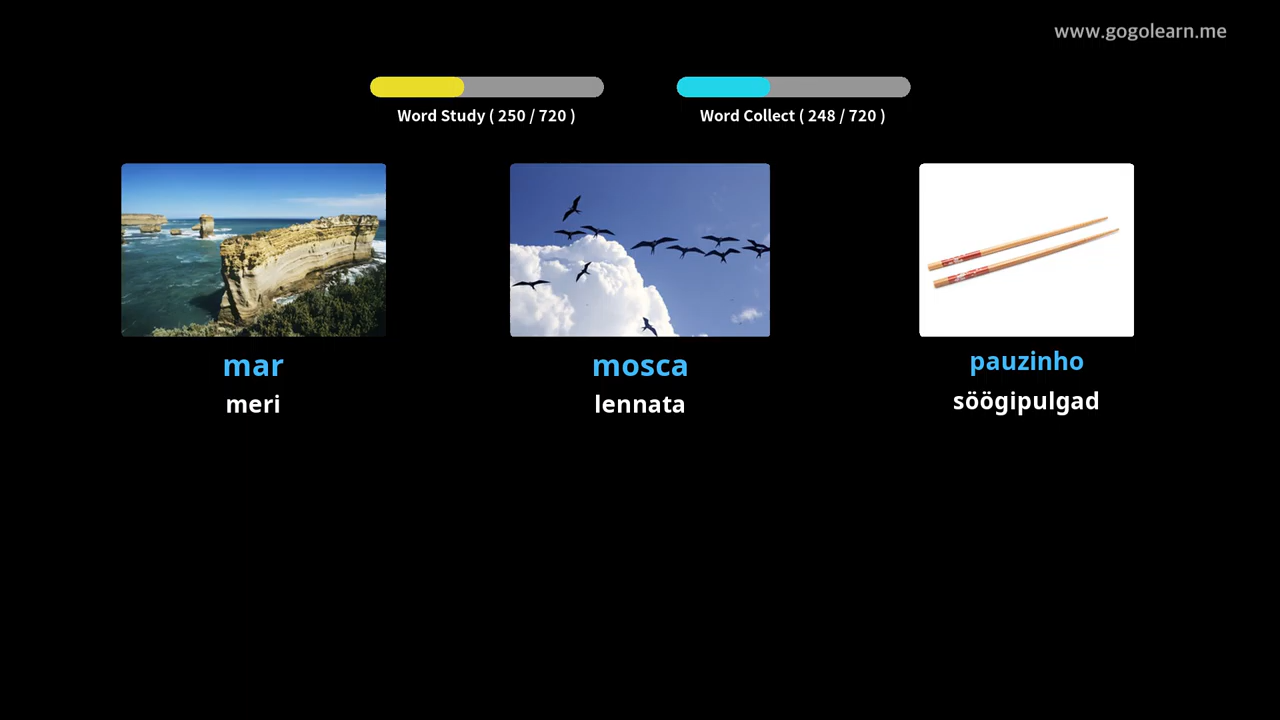 www.gogolearn.me
Word Study ( 250 / 720 )
Word Collect ( 248 / 720 )
mar
meri
mosca
lennata
pauzinho
söögipulgad